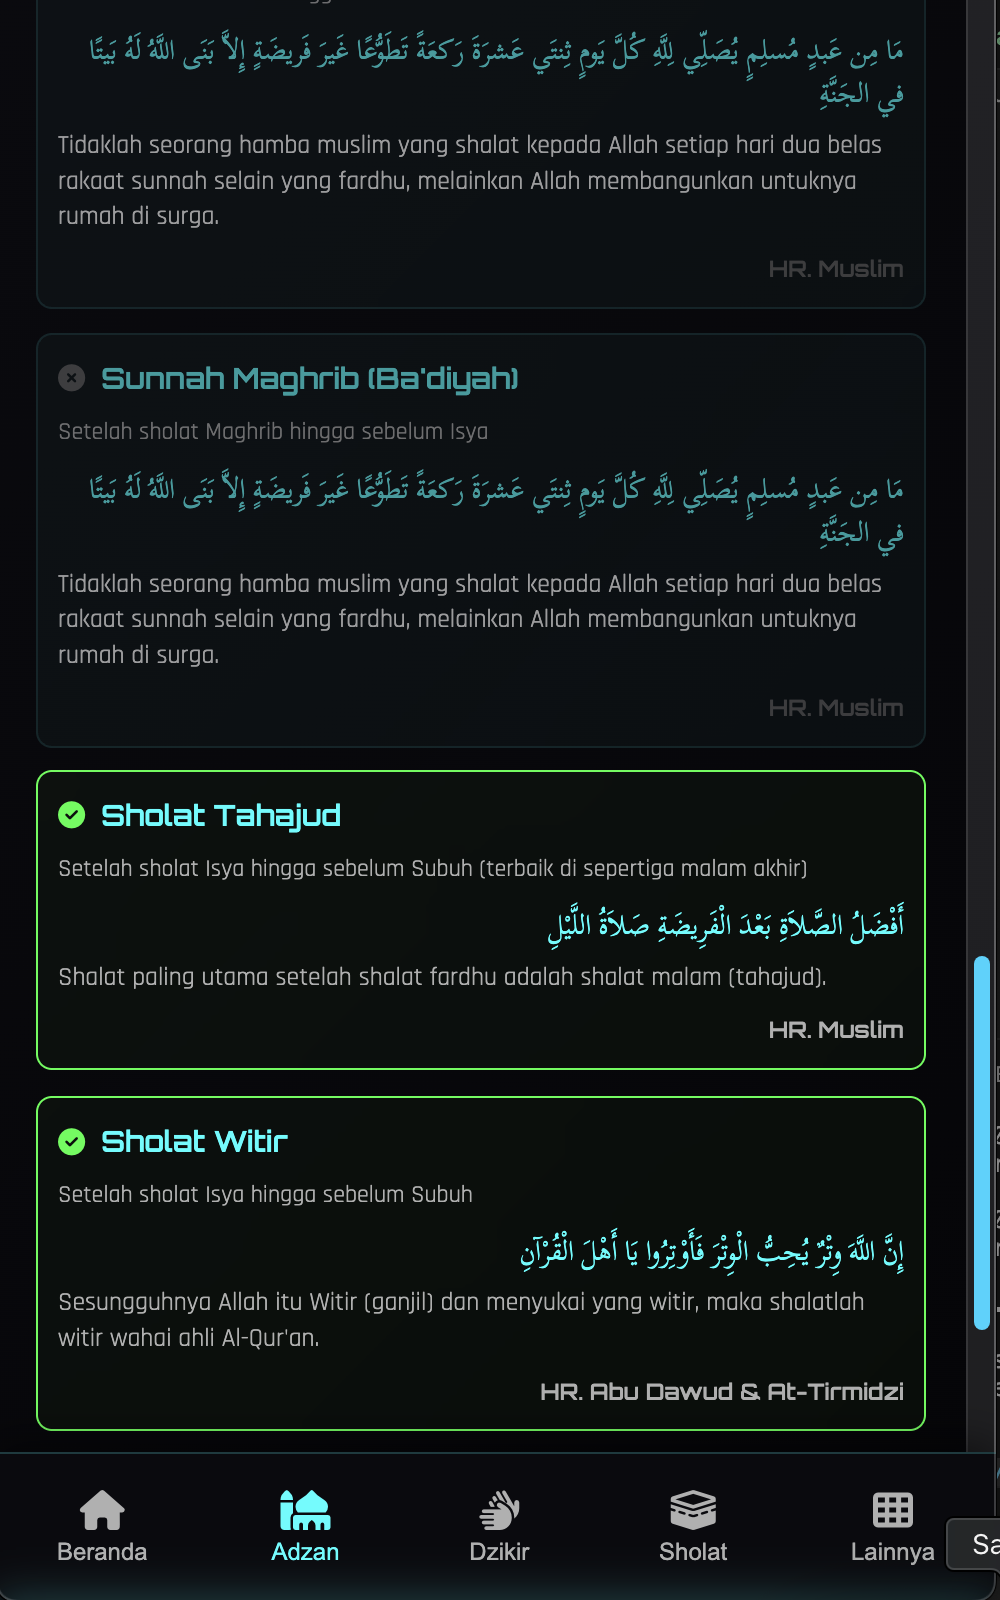 مَا مِن عَبدٍ مُسلِمٍ يُصَلِّي لِلَّهِ كُلَّ يَومٍ ثِنتَي عَشرَةَ رَكعَةً تَطَوُّعًا غَيرَ فَريضَةٍ إِلاَّ بَنَى اللَّهُ لَهُ بَيتًا
في الجَنَّةِ
Tidaklah seorang hamba muslim yang shalat kepada Allah setiap hari dua belas
rakaat sunnah selain yang fardhu, melainkan Allah membangunkan untuknya
rumah di surga.
HR. Muslim
Sunnah Maghrib (Ba'diyah)
Setelah sholat Maghrib hingga sebelum Isya
مَا مِن عَبدٍ مُسلِمٍ يُصَلِّي لِلَّهِ كُلَّ يَومٍ ثِنتَي عَشرَةَ رَكعَةً تَطَوُّعًا غَيرَ فَريضَةٍ إِلاَّ بَنَى اللَّهُ لَهُ بَيتًا
في الجَنَّةِ
Tidaklah seorang hamba muslim yang shalat kepada Allah setiap hari dua belas
rakaat sunnah selain yang fardhu, melainkan Allah membangunkan untuknya
rumah di surga.
HR. Muslim
Sholat Tahajud
Setelah sholat Isya hingga sebelum Subuh (terbaik di sepertiga malam akhir)
أَفْضَلُ الصَّلاَةِ بَعْدَ الْفَرِيضَةِ صَلاَةُ اللَّيْلِ
Shalat paling utama setelah shalat fardhu adalah shalat malam (tahajud).
HR. Muslim
Sholat Witir
Setelah sholat Isya hingga sebelum Subuh
إِنَّ اللَّهَ وِتْرٌ يُحِبُّ الْوِتْرَ فَأَوْتِرُوا يَا أَهْلَ الْقُرْآنِ
Sesungguhnya Allah itu Witir (ganjil) dan menyukai yang witir, maka shalatlah
witir wahai ahli Al-Qur'an.
HR. Abu Dawud & At-Tirmidzi
Beranda
Adzan
Dzikir
Sholat
Lainnya